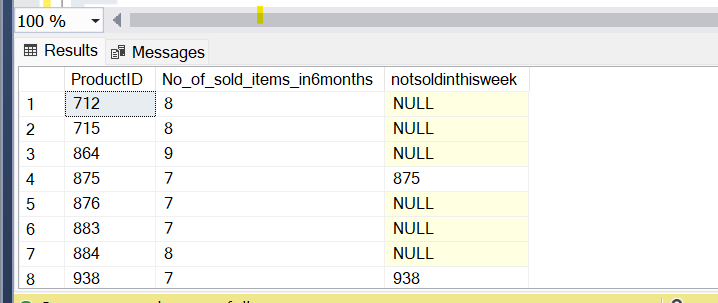 100 %
Results Messages
ProductID No_of_sold_items_in6months notsoldinthisweek
1 712 8 NULL
2 715 8 NULL
3 864 9 NULL
4 875 7 875
5 876 7 NULL
6 883 7 NULL
7 884 8 NULL
8 938 7 938